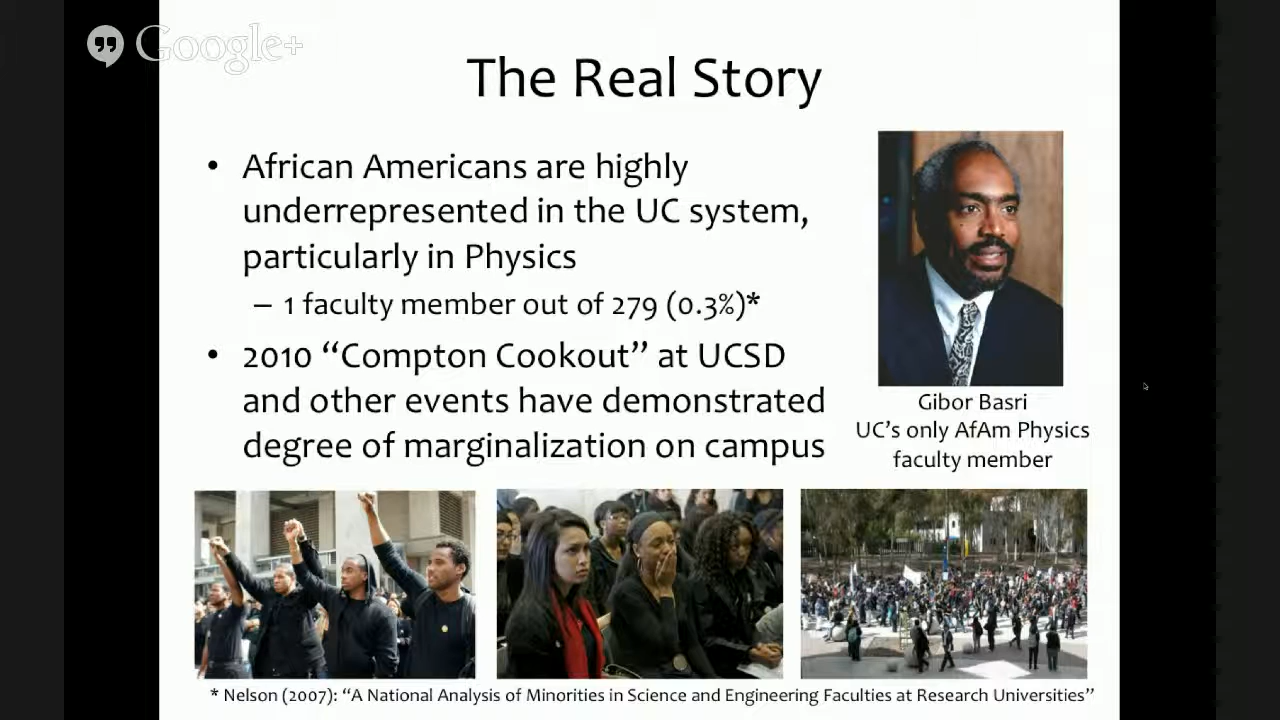 Google+
The Real Story
• African Americans are highly
underrepresented in the UC system,
particularly in Physics
– 1 faculty member out of 279 (0.3%)*
• 2010 “Compton Cookout” at UCSD
and other events have demonstrated
degree of marginalization on campus
Gibor Basri
UC’s only AfAm Physics
faculty member
* Nelson (2007): “A National Analysis of Minorities in Science and Engineering Faculties at Research Universities”